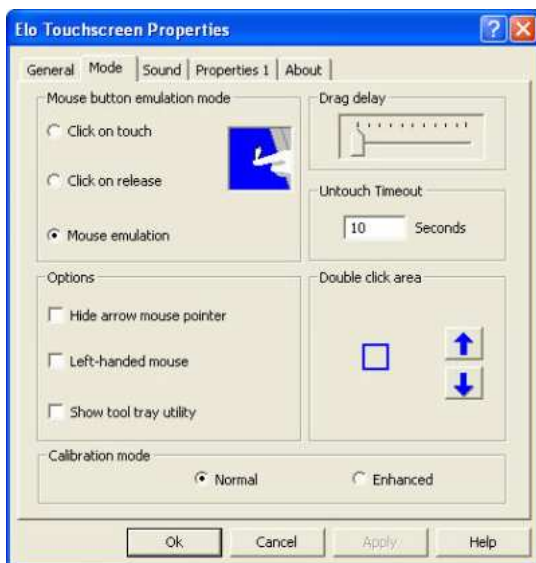 Elo Touchscreen Properties
General Mode Sound Properties 1 About
Mouse button emulation mode
Click on touch
Click on release
Mouse emulation
Drag delay
Untouch Timeout
10 Seconds
Options
Hide arrow mouse pointer
Left-handed mouse
Show tool tray utility
Double click area
Calibration mode
Normal Enhanced
Ok Cancel Apply Help